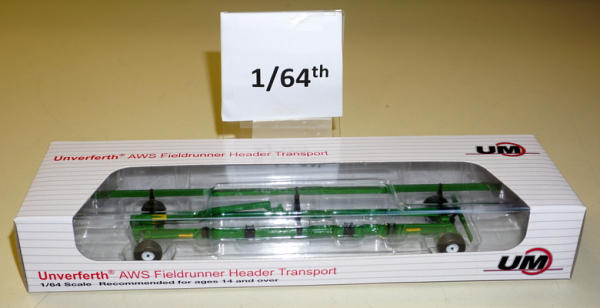 1/64th
Unverferth® AWS Fieldrunner Header Transport
UM
Unverferth® AWS Fieldrunner Header Transport
1/64 Scale - Recommended for ages 14 and over
UM